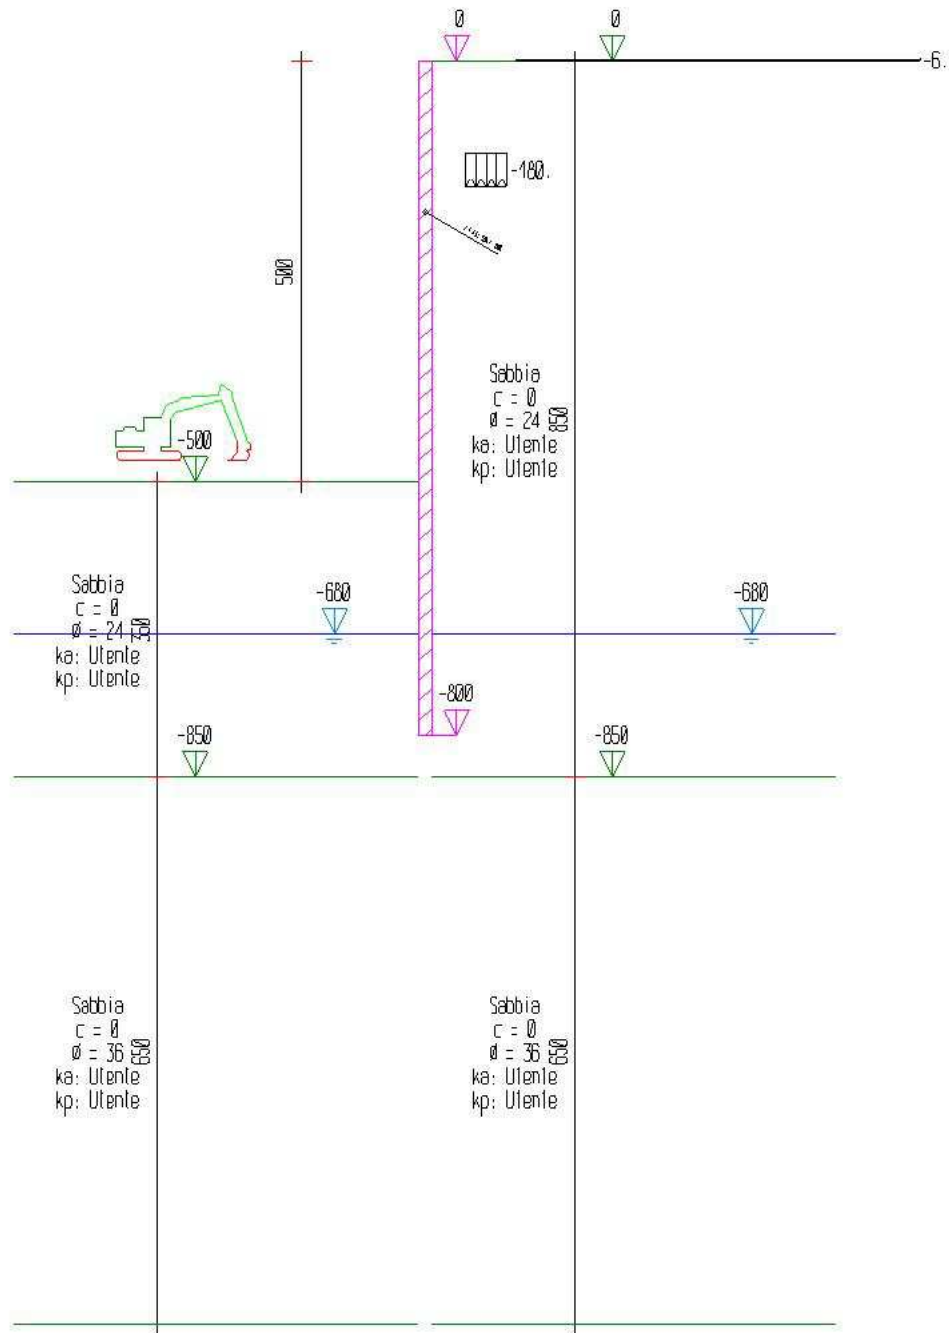 0
0
-6.
-180.
500
Sabbia
c = 0
ø = 24
ka: Utente
kp: Utente
850
-500
Sabbia
c = 0
ø = 24
ka: Utente
kp: Utente
350
-680
-680
-800
-850
-850
Sabbia
c = 0
ø = 36
ka: Utente
kp: Utente
650
Sabbia
c = 0
ø = 36
ka: Utente
kp: Utente
650